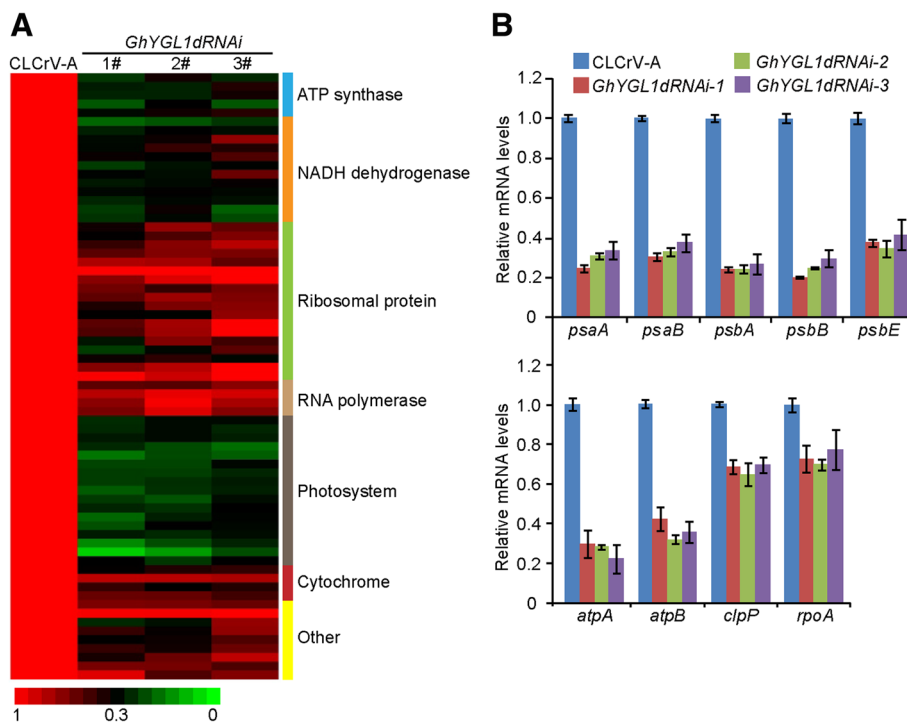 A
GhYGL1dRNAi
CLCrV-A 1# 2# 3#
ATP synthase
NADH dehydrogenase
Ribosomal protein
RNA polymerase
Photosystem
Cytochrome
Other
1 0.3 0
B
CLCrV-A GhYGL1dRNAi-2
GhYGL1dRNAi-1 GhYGL1dRNAi-3
Relative mRNA levels
1.2
1.0
0.8
0.6
0.4
0.2
0
psaA psaB psbA psbB psbE
Relative mRNA levels
1.2
1.0
0.8
0.6
0.4
0.2
0
atpA atpB clpP rpoA